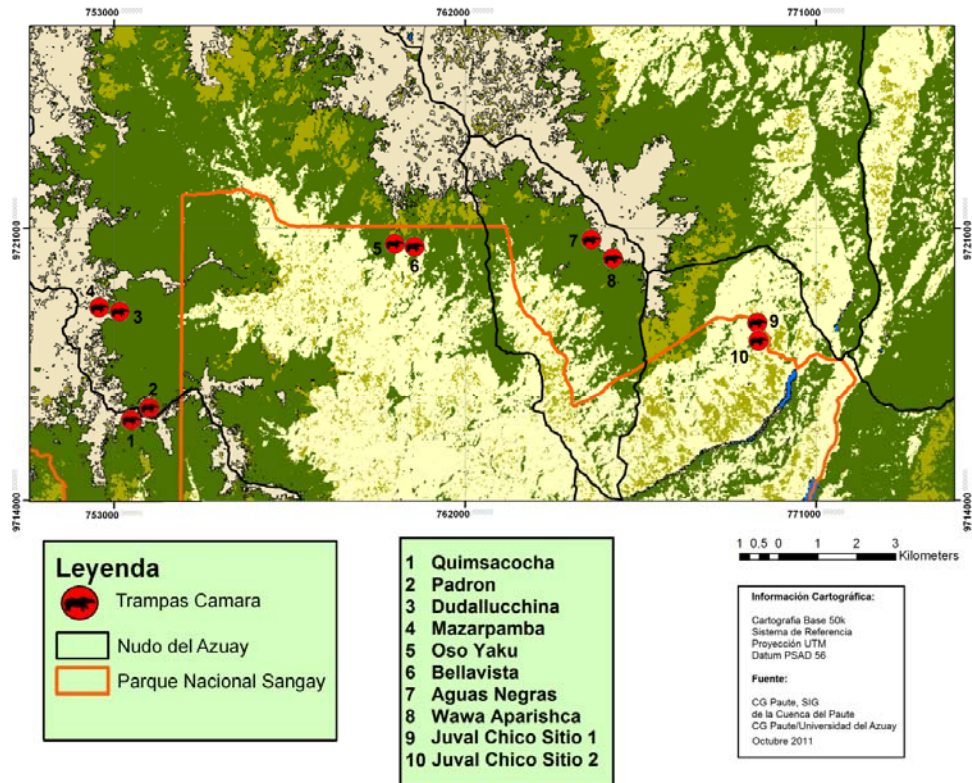 753000 762000 771000
9721000 9721000
4
3
2
1
5
6
7
8
9
10
9714000 9714000
753000 762000 771000
Leyenda
Trampas Camara
Nudo del Azuay
Parque Nacional Sangay
1 Quimsacocha
2 Padron
3 Dudallucchina
4 Mazarpamba
5 Oso Yaku
6 Bellavista
7 Aguas Negras
8 Wawa Aparishca
9 Juval Chico Sitio 1
10 Juval Chico Sitio 2
1 0.5 0 1 2 3
Kilometers
Información Cartográfica:
Cartografia Base 50k
Sistema de Referencia
Proyección UTM
Datum PSAD 56
Fuente:
CG Paute, SIG
de la Cuenca del Paute
CG Paute/Universidad del Azuay
Octubre 2011